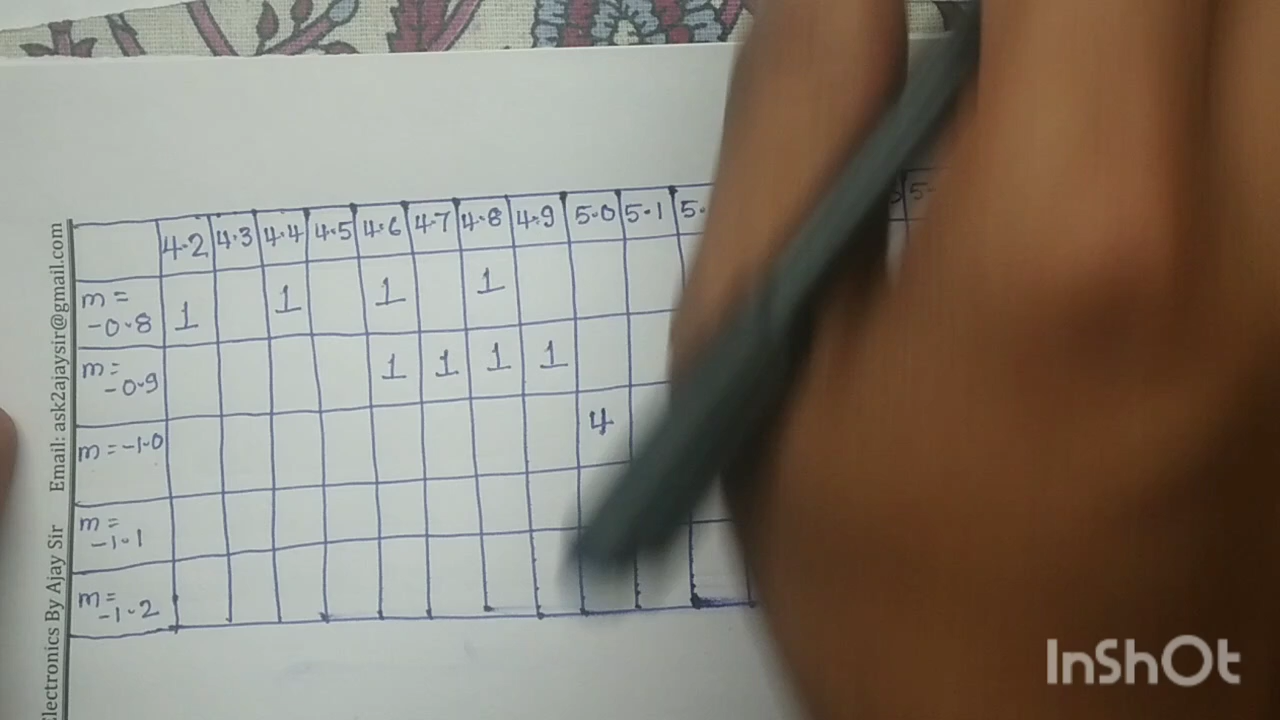 4.2 4.3 4.4 4.5 4.6 4.7 4.8 4.9 5.0 5.1 5.
m = -0.8 1 1 1 1
m = -0.9 1 1 1 1
m = -1.0 4
m = -1.1
m = -1.2
Electronics By Ajay Sir Email: ask2ajaysir@gmail.com
InShOt